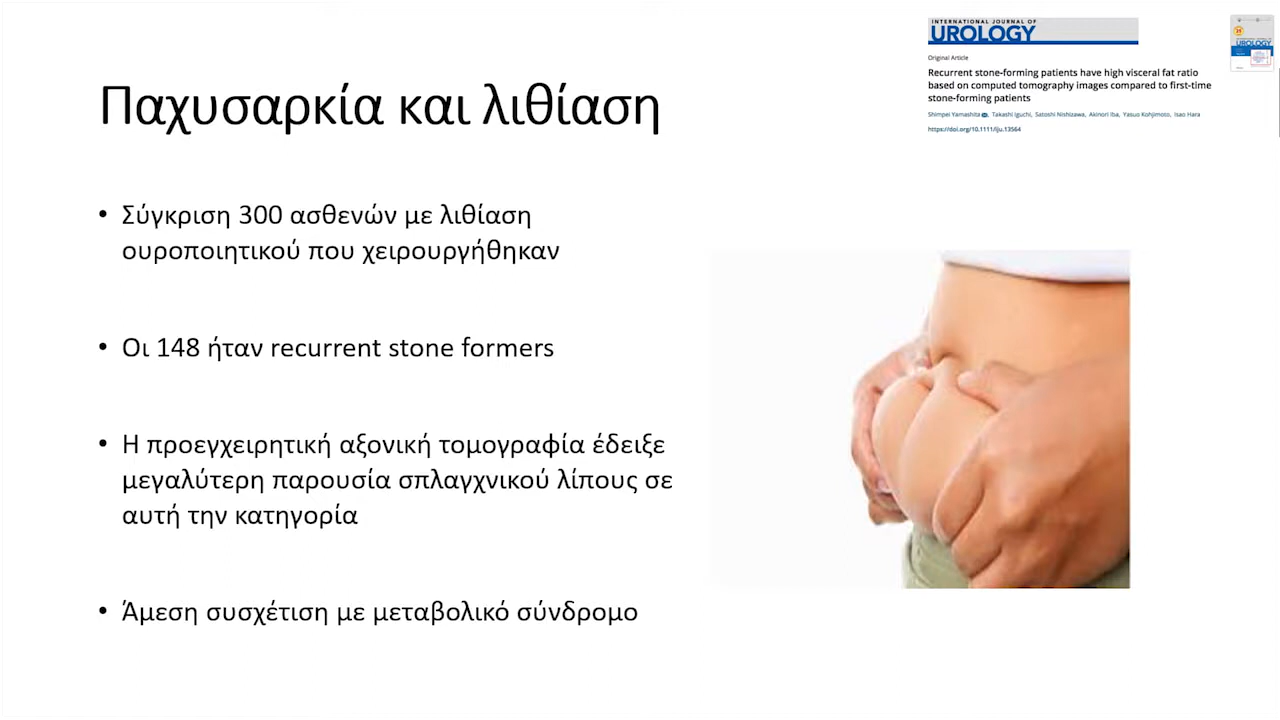 INTERNATIONAL JOURNAL OF
UROLOGY
Original Article
Recurrent stone-forming patients have high visceral fat ratio
based on computed tomography images compared to first-time
stone-forming patients
Shimpei Yamashita, Takashi Iguchi, Satoshi Nishizawa, Akinori Iba, Yasuo Kohjimoto, Isao Hara
https://doi.org/10.1111/iju.13564
Παχυσαρκία και λιθίαση
• Σύγκριση 300 ασθενών με λιθίαση
ουροποιητικού που χειρουργήθηκαν
• Οι 148 ήταν recurrent stone formers
• Η προεγχειρητική αξονική τομογραφία έδειξε
μεγαλύτερη παρουσία σπλαγχνικού λίπους σε
αυτή την κατηγορία
• Άμεση συσχέτιση με μεταβολικό σύνδρομο